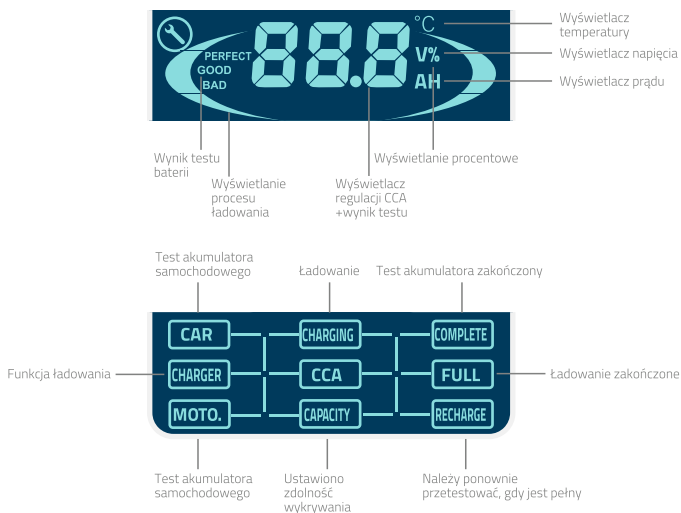 °C
Wyświetlacz
temperatury
PERFECT
88.8
V%
Wyświetlacz napięcia
GOOD
BAD
AH
Wyświetlacz prądu
Wynik testu
baterii
Wyświetlanie
procesu
ładowania
Wyświetlacz
regulacji CCA
+wynik testu
Wyświetlanie procentowe
Test akumulatora
samochodowego
Ładowanie
Test akumulatora zakończony
CAR
CHARGING
COMPLETE
Funkcja ładowania
CHARGER
CCA
FULL
Ładowanie zakończone
MOTO.
CAPACITY
RECHARGE
Test akumulatora
samochodowego
Ustawiono
zdolność
wykrywania
Należy ponownie
przetestować, gdy jest pełny